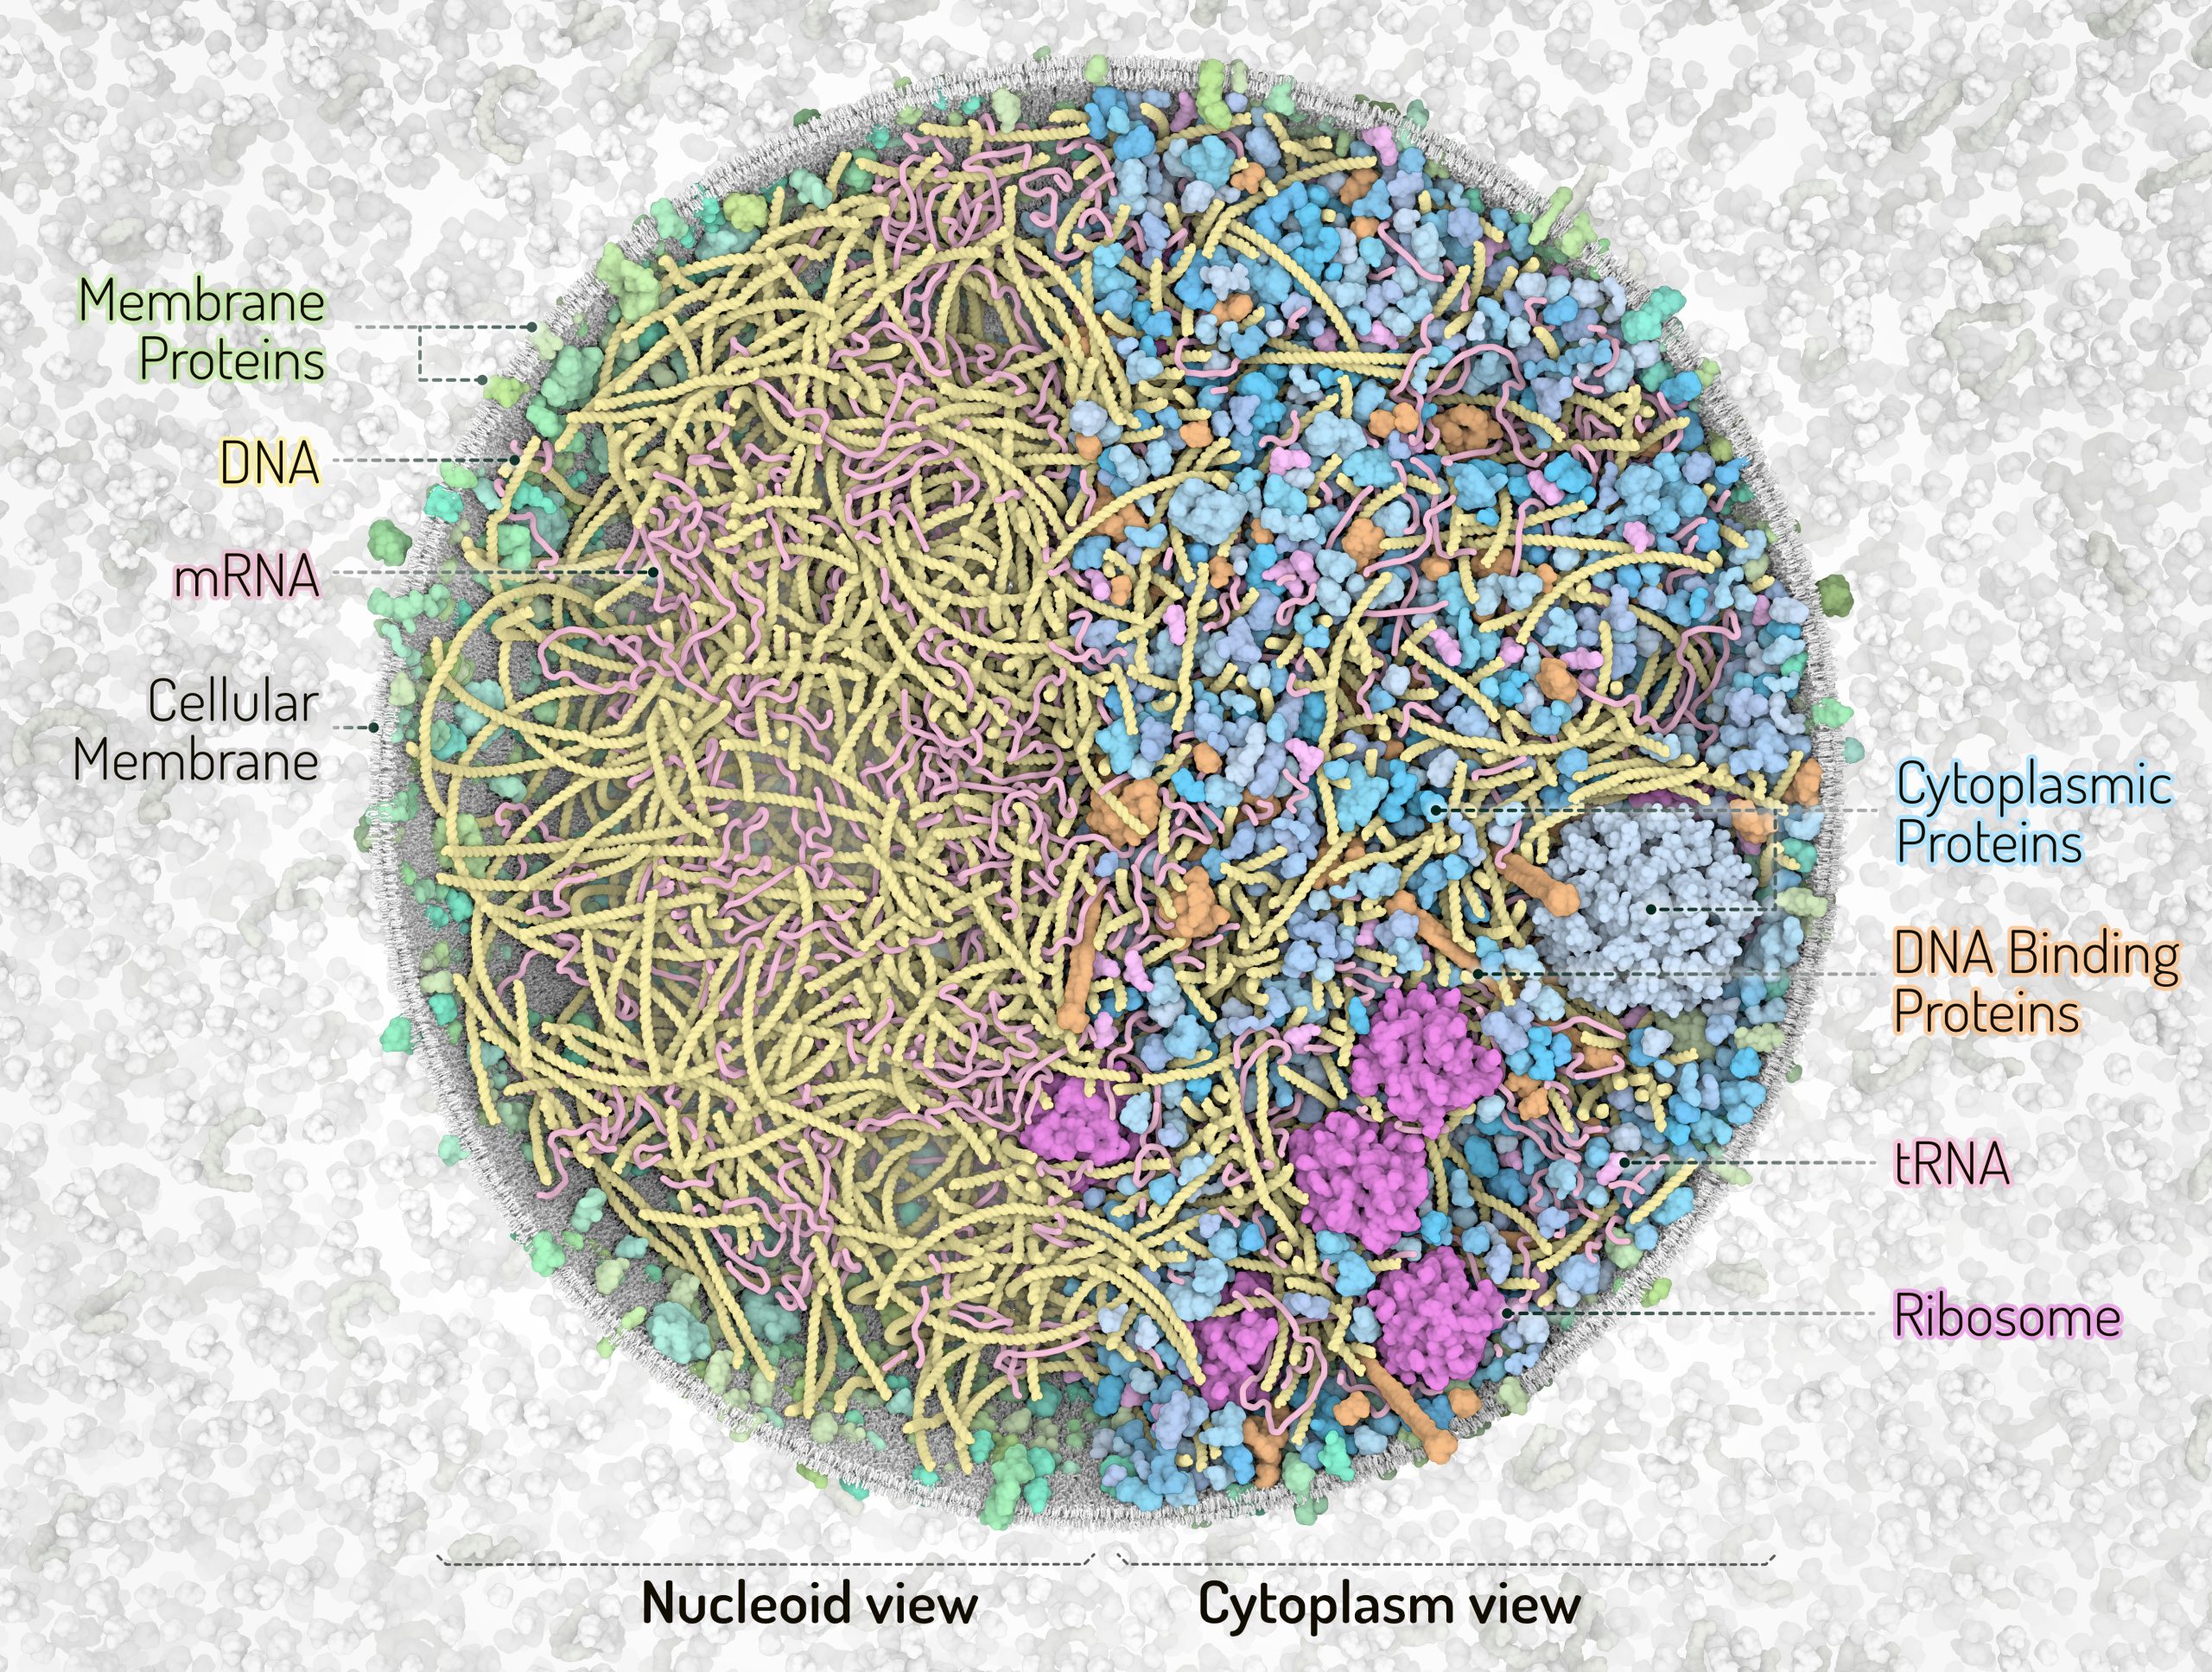 Membrane
Proteins
DNA
mRNA
Cellular
Membrane
Cytoplasmic
Proteins
DNA Binding
Proteins
tRNA
Ribosome
Nucleoid view
Cytoplasm view